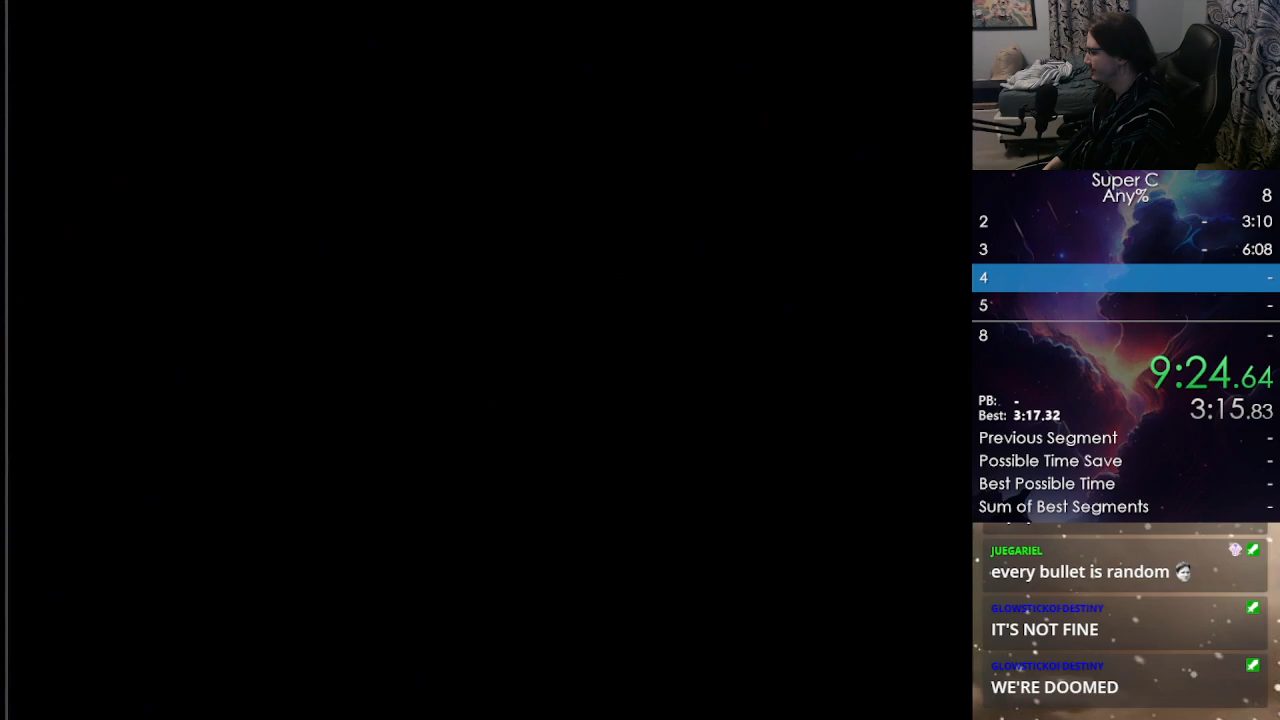 Super C
Any% 8
2 - 3:10
3 - 6:08
4 -
5 -
8 -
9:24.64
PB: -
3:15.83
Best: 3:17.32
Previous Segment -
Possible Time Save -
Best Possible Time -
Sum of Best Segments -
JUEGARIEL
every bullet is random
GLOWSTICKOFDESTINY
IT'S NOT FINE
GLOWSTICKOFDESTINY
WE'RE DOOMED